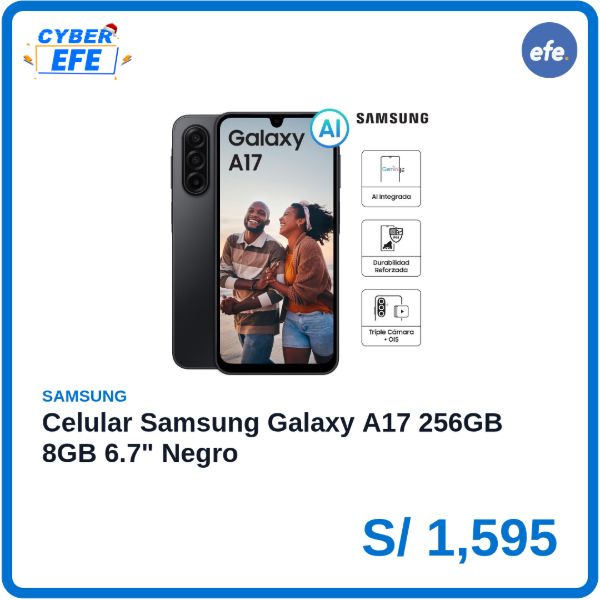 CYBER
EFE
efe.
Galaxy
A17
AI
SAMSUNG
Gemini
AI Integrada
Durabilidad
Reforzada
Triple Cámara
+ OIS
SAMSUNG
Celular Samsung Galaxy A17 256GB
8GB 6.7" Negro
S/ 1,595